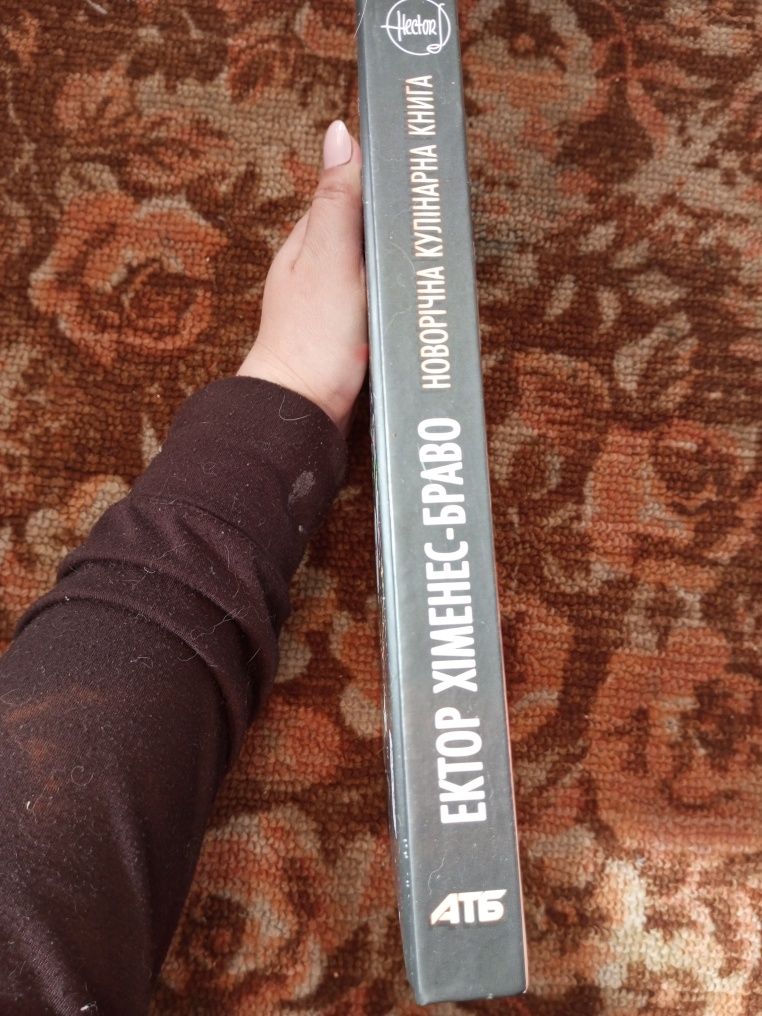 Hector
ЕКТОР ХІМЕНЕС-БРАВО НОВОРІЧНА КУЛІНАРНА КНИГА
АТБ